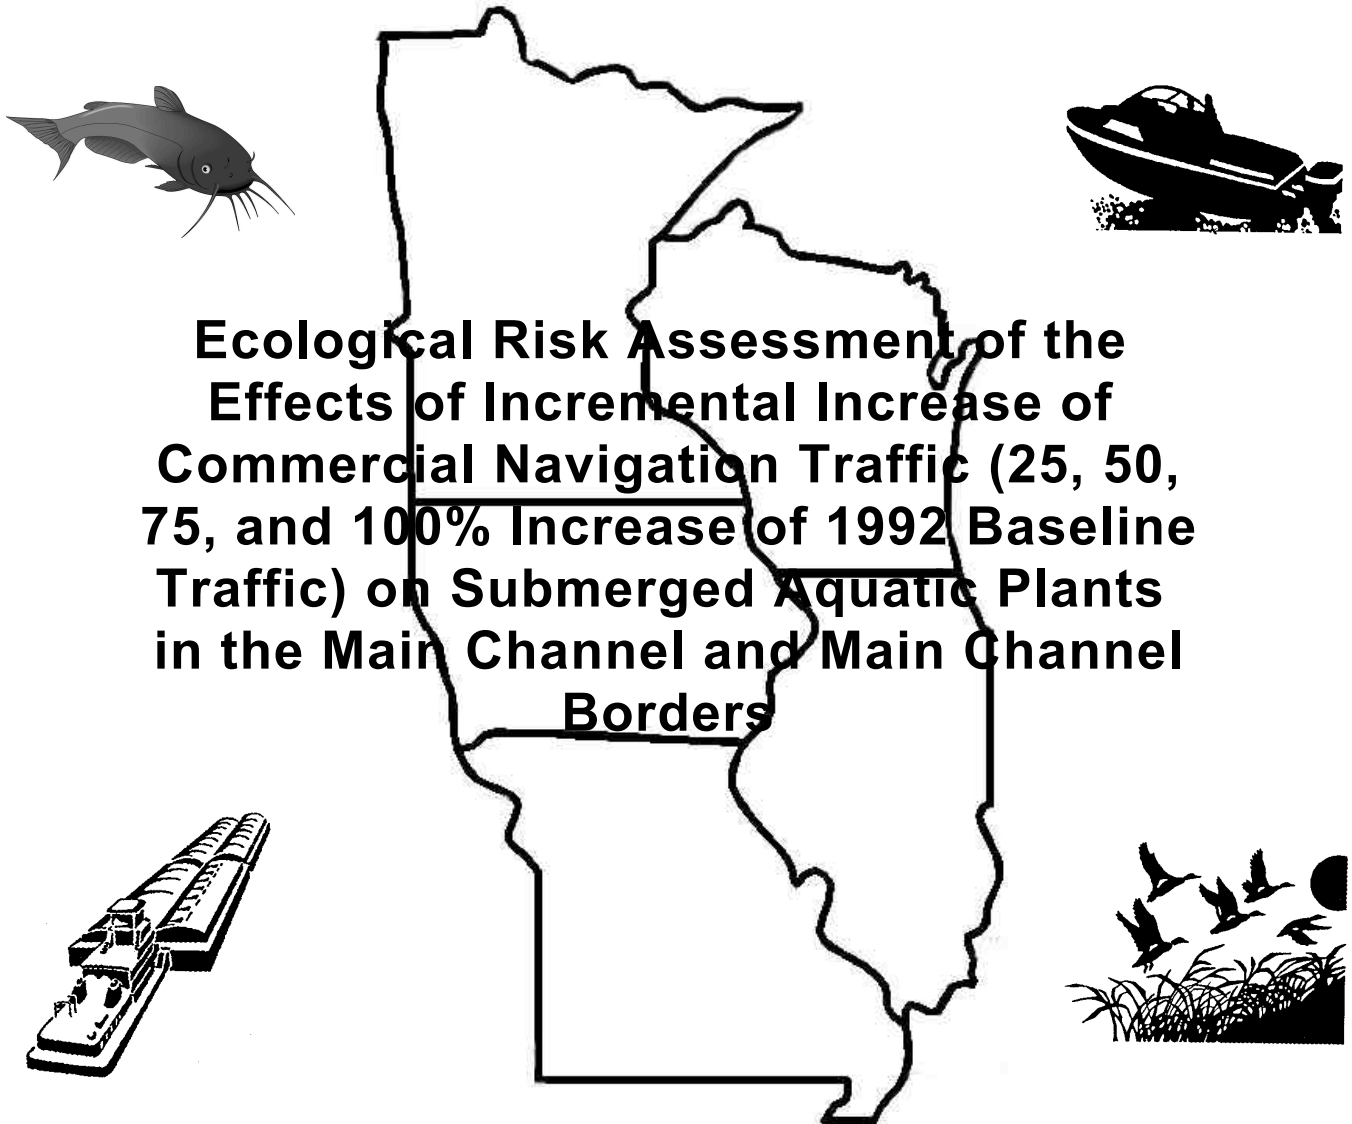 Ecological Risk Assessment of the
Effects of Incremental Increase of
Commercial Navigation Traffic (25, 50,
75, and 100% Increase of 1992 Baseline
Traffic) on Submerged Aquatic Plants
in the Main Channel and Main Channel
Borders